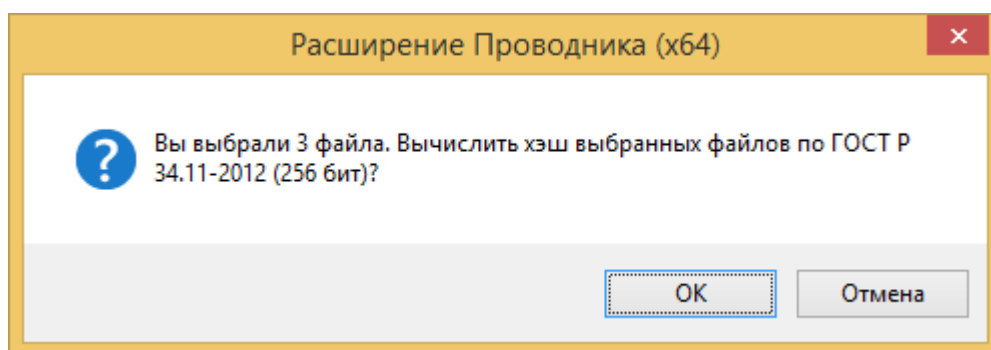 Расширение Проводника (x64)
Вы выбрали 3 файла. Вычислить хэш выбранных файлов по ГОСТ Р
34.11-2012 (256 бит)?
ОК
Отмена